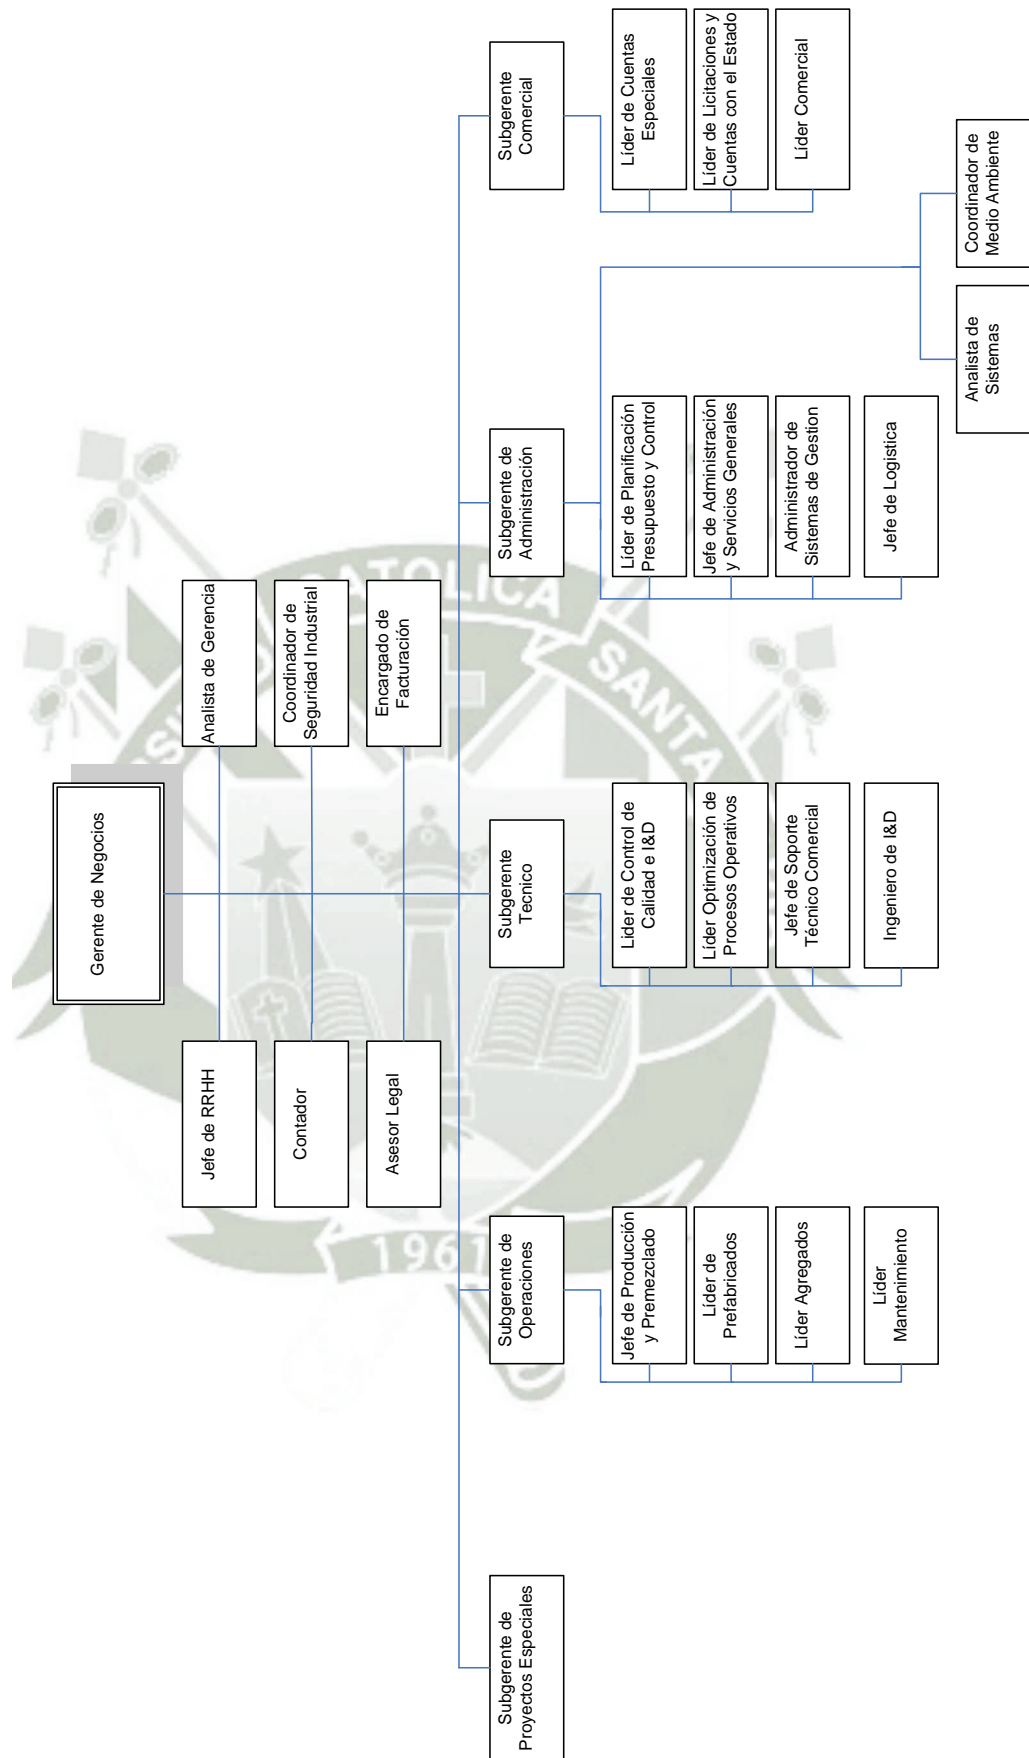 Gerente de Negocios
Jefe de RRHH
Analista de Gerencia
Contador
Coordinador de
Seguridad Industrial
Asesor Legal
Encargado de
Facturación
Subgerente de
Proyectos Especiales
Subgerente de
Operaciones
Jefe de Producción
y Premezclado
Líder de
Prefabricados
Líder Agregados
Líder
Mantenimiento
Subgerente
Tecnico
Lider de Control de
Calidad e I&D
Líder Optimización de
Procesos Operativos
Jefe de Soporte
Técnico Comercial
Ingeniero de I&D
Subgerente de
Administración
Líder de Planificación
Presupuesto y Control
Jefe de Administración
y Servicios Generales
Administrador de
Sistemas de Gestion
Jefe de Logistica
Analista de
Sistemas
Coordinador de
Medio Ambiente
Subgerente
Comercial
Líder de Cuentas
Especiales
Líder de Licitaciones y
Cuentas con el Estado
Líder Comercial
CATOLICA
SANTA
1961